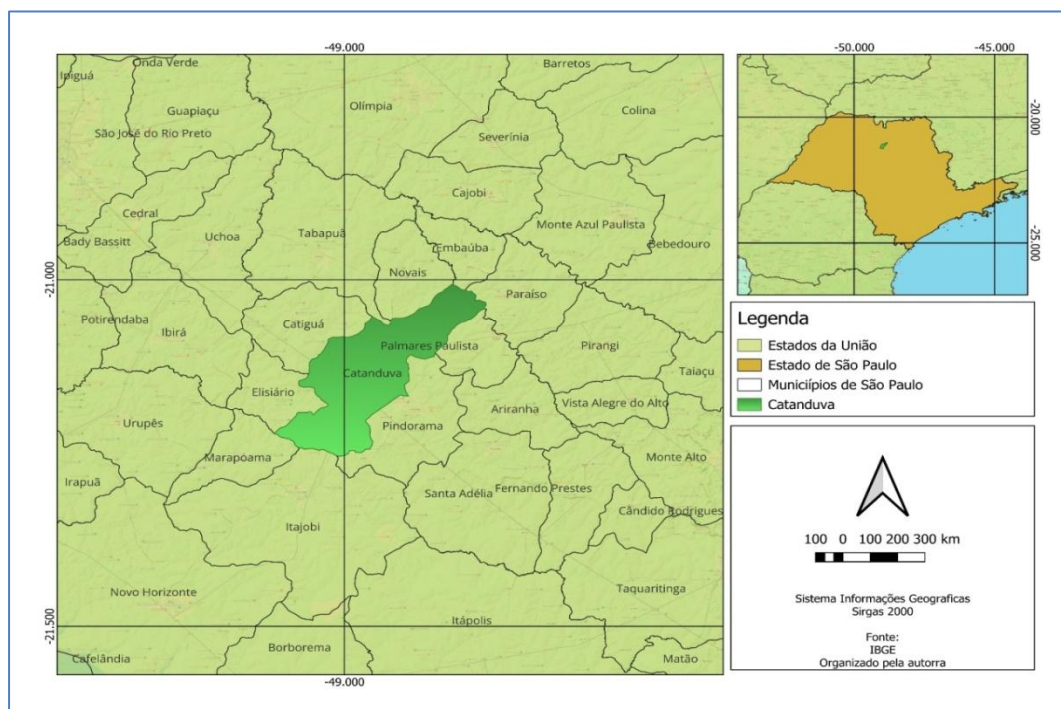 -49.000
Ipiguá
Onda Verde
Barretos
Guapiaçu
Olímpia
Colina
São José do Rio Preto
Severínia
Cajobi
Cedral
Monte Azul Paulista
Bady Bassitt
Uchoa
Tabapuã
Embaúba
Bebedouro
-21.000
Novais
Paraíso
Potirendaba
Ibirá
Catiguá
Palmares Paulista
Pirangi
Taiaçu
Catanduva
Elisiário
Ariranha
Vista Alegre do Alto
Urupês
Pindorama
Marapoama
Monte Alto
Irapuã
Santa Adélia
Fernando Prestes
Cândido Rodrigues
Itajobi
Novo Horizonte
Taquaritinga
Itápolis
-21.500
Borborema
Cafelândia
Matão
-49.000
-50.000
-45.000
-20.000
-25.000
Legenda
Estados da União
Estado de São Paulo
Municiípios de São Paulo
Catanduva
100 0 100 200 300 km
Sistema Informações Geograficas
Sirgas 2000
Fonte:
IBGE
Organizado pela autorra